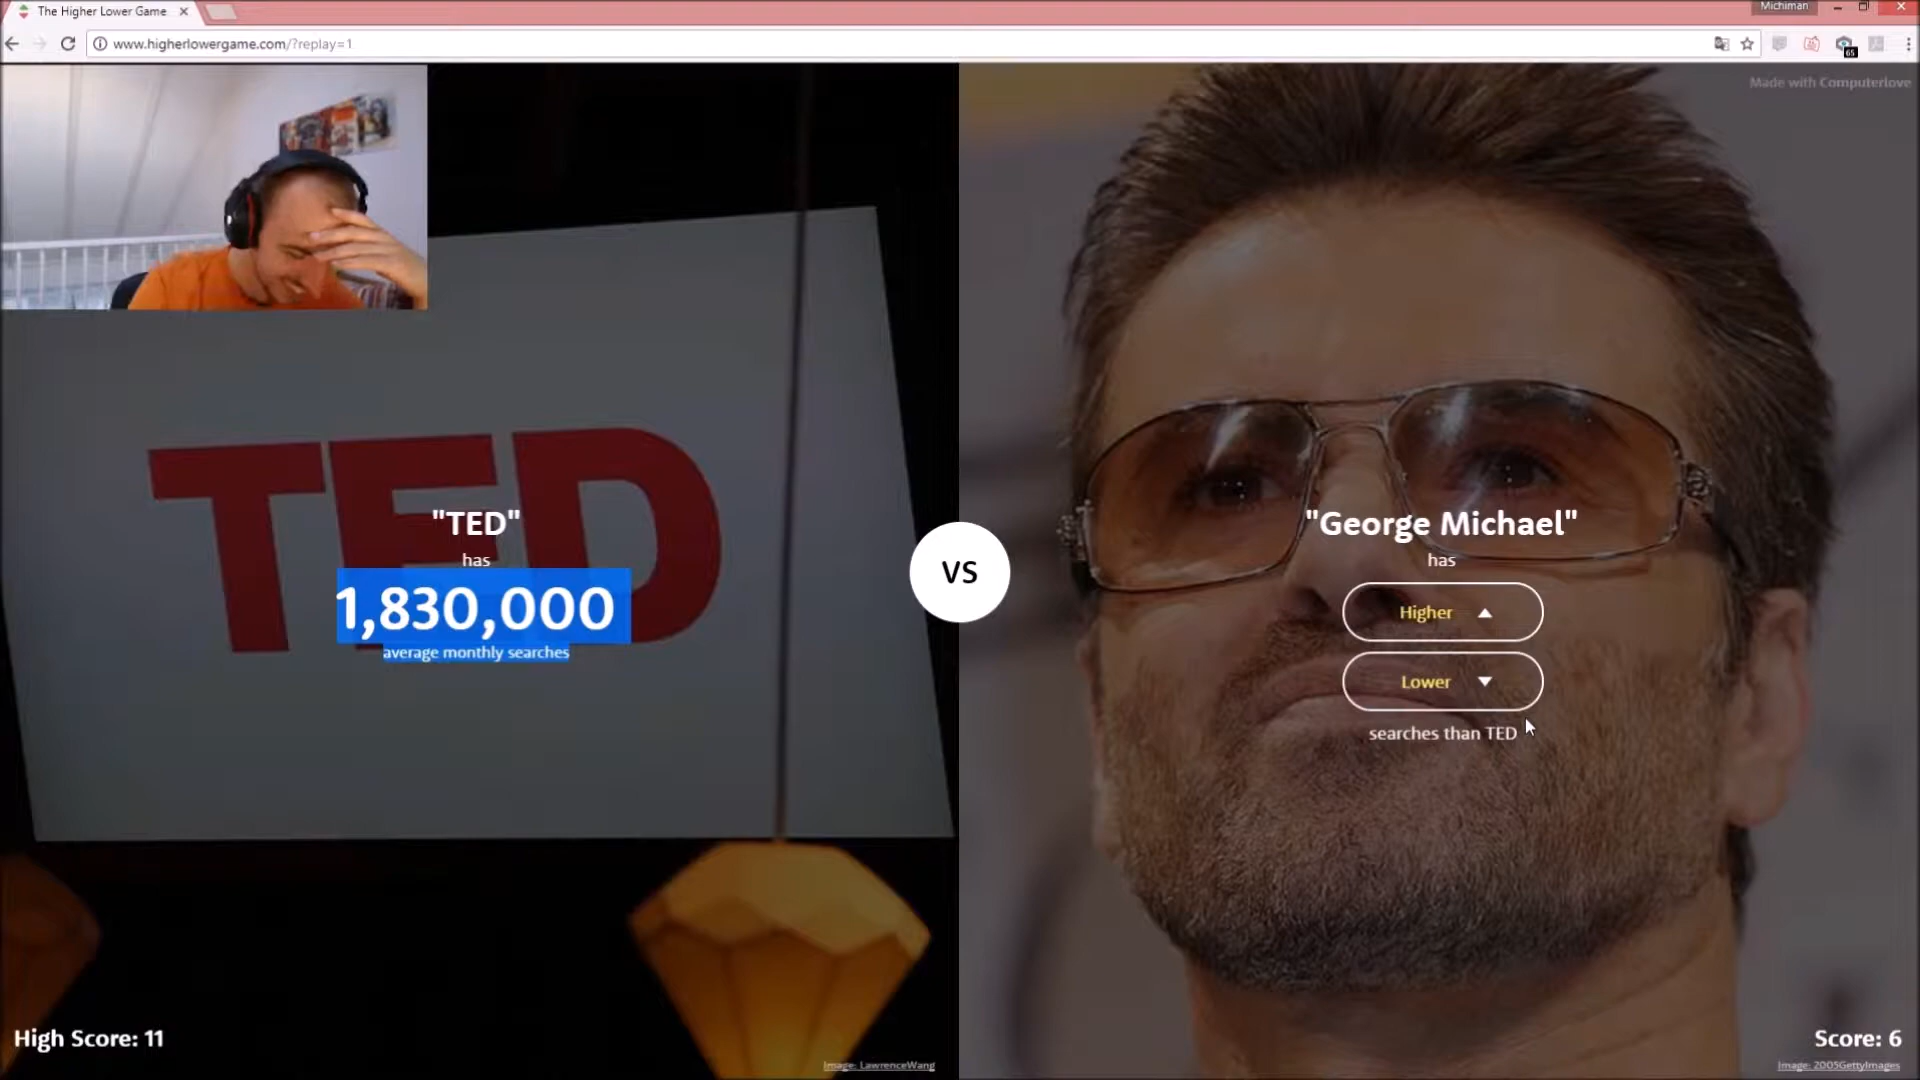 The Higher Lower Game
Michiman
www.higherlowergame.com/?replay=1
65
Made with Computerlove
TED
"TED"
has
1,830,000
average monthly searches
VS
"George Michael"
has
Higher
Lower
searches than TED
High Score: 11
Image: LawrenceWang
Score: 6
Image: 2005GettyImages